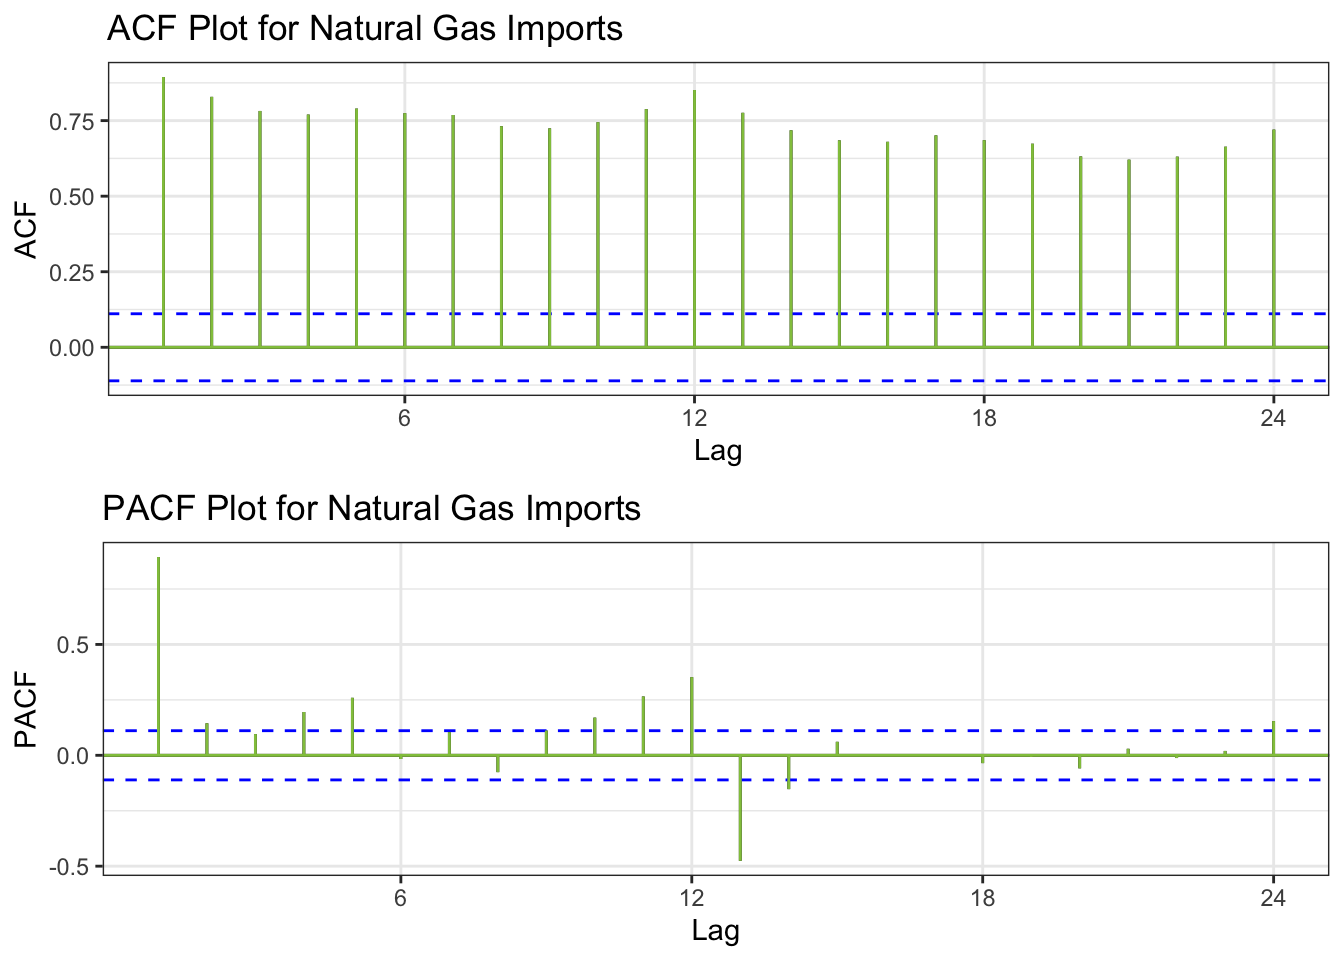 ACF Plot for Natural Gas Imports
0.75
0.50
0.25
0.00
ACF
6 12 18 24
Lag
PACF Plot for Natural Gas Imports
0.5
0.0
-0.5
PACF
6 12 18 24
Lag